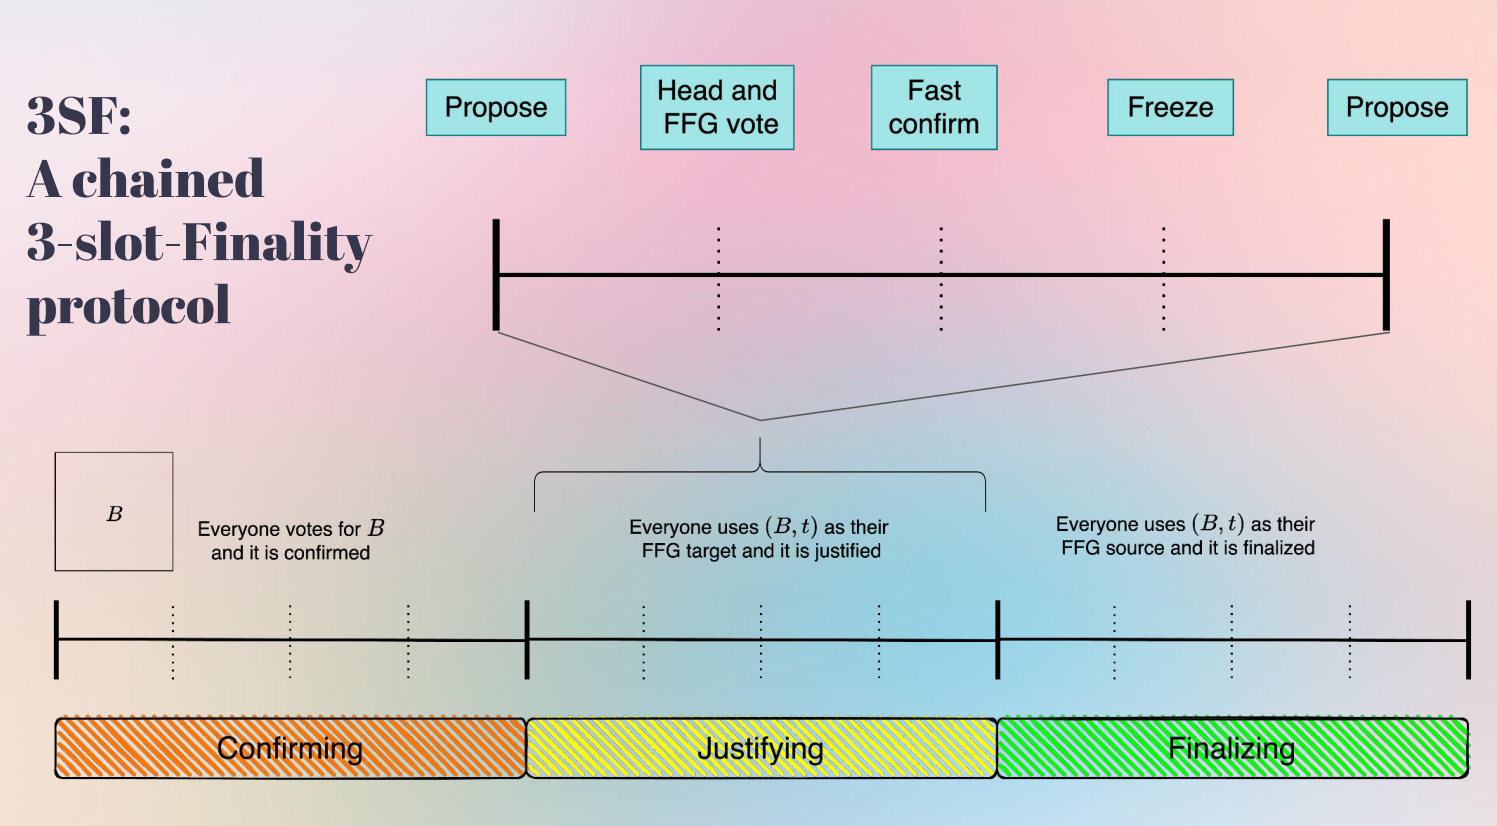 3SF:
A chained
3-slot-Finality
protocol
Propose
Head and
FFG vote
Fast
confirm
Freeze
Propose
B
Everyone votes for B
and it is confirmed
Everyone uses (B, t) as their
FFG target and it is justified
Everyone uses (B, t) as their
FFG source and it is finalized
Confirming
Justifying
Finalizing